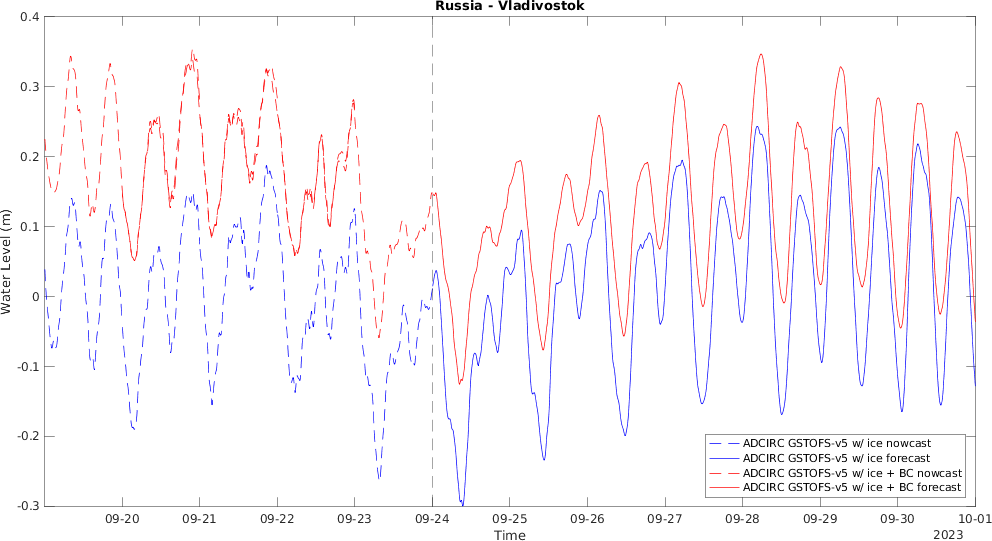 Russia - Vladivostok
0.4
0.3
0.2
0.1
0
-0.1
-0.2
-0.3
Water Level (m)
ADCIRC GSTOFS-v5 w/ ice nowcast
ADCIRC GSTOFS-v5 w/ ice forecast
ADCIRC GSTOFS-v5 w/ ice + BC nowcast
ADCIRC GSTOFS-v5 w/ ice + BC forecast
09-20 09-21 09-22 09-23 09-24 09-25 09-26 09-27 09-28 09-29 09-30 10-01
Time
2023